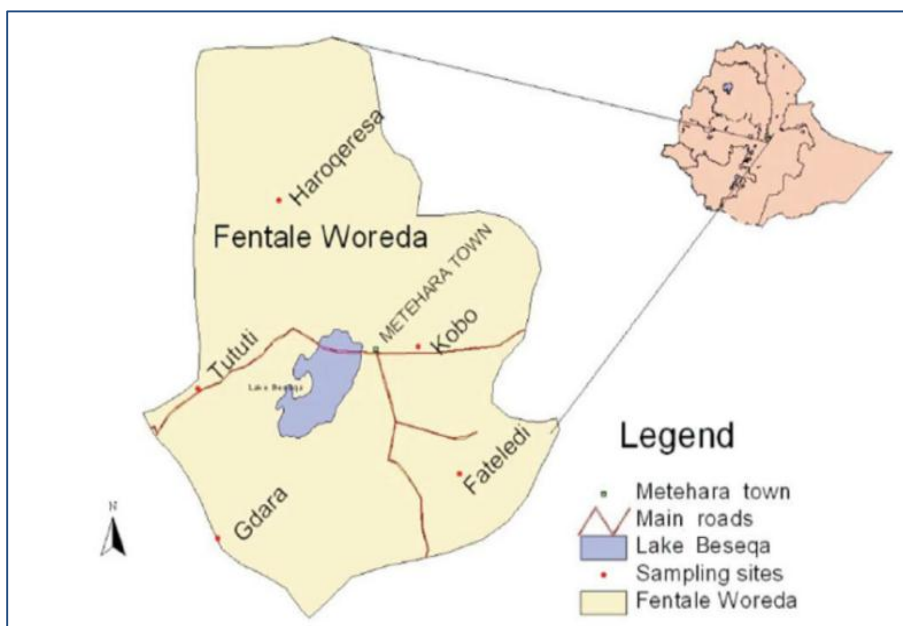 Haroqeresa
Fentale Woreda
METEHARA TOWN
Kobo
Tututi
Lake Beseqa
Fateledi
Gdara
N
Legend
Metehara town
Main roads
Lake Beseqa
Sampling sites
Fentale Woreda